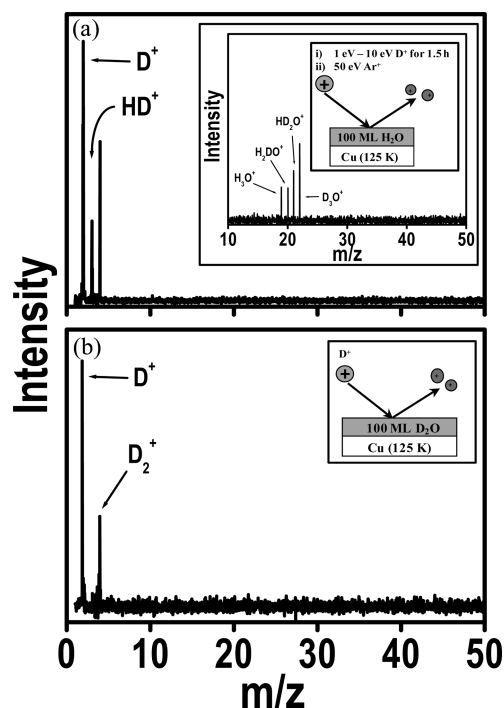 (a)
D⁺
HD⁺
Intensity
i) 1 eV – 10 eV D⁺ for 1.5 h
ii) 50 eV Ar⁺
+
100 ML H₂O
Cu (125 K)
HD₂O⁺
H₂DO⁺
H₃O⁺
D₃O⁺
10 20 30 40 50
m/z
(b)
D⁺
D₂⁺
D⁺
+
100 ML D₂O
Cu (125 K)
Intensity
0 10 20 30 40 50
m/z